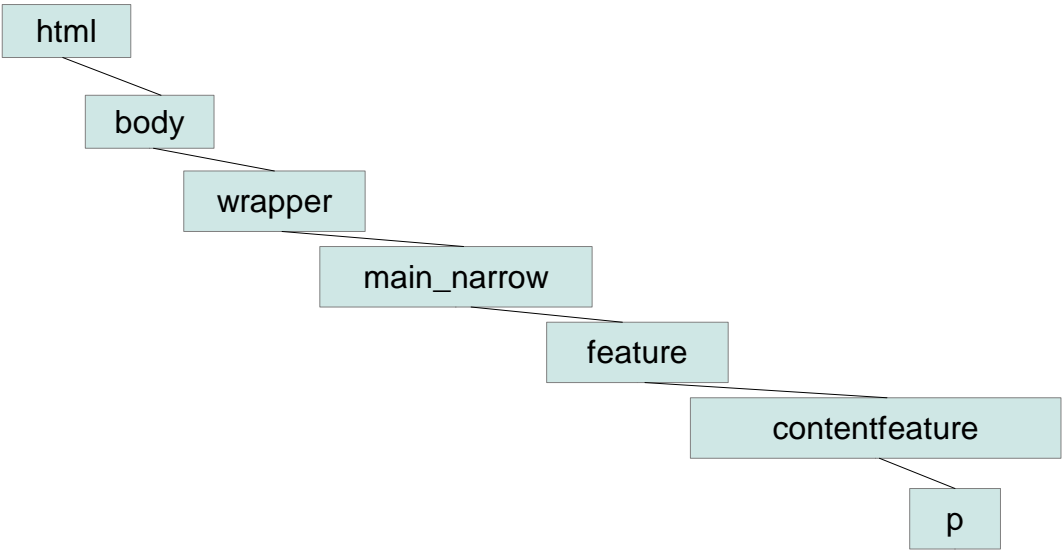 html
body
wrapper
main_narrow
feature
contentfeature
p